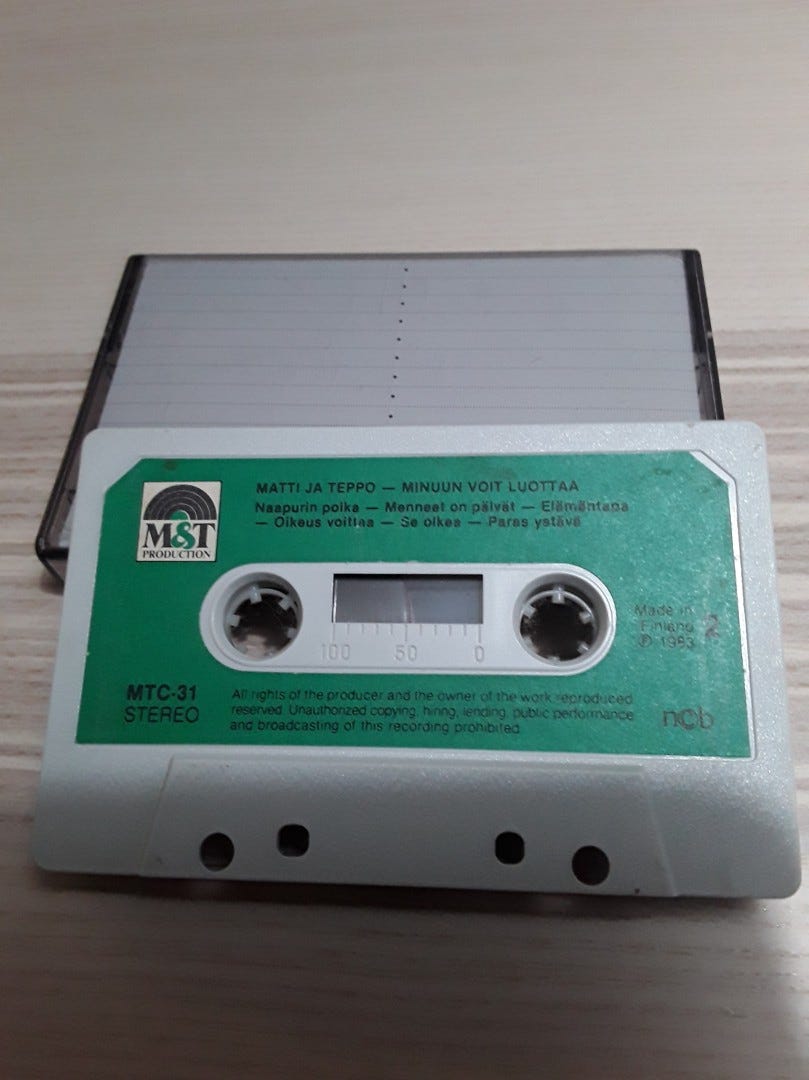 MATTI JA TEPPO — MINUUN VOIT LUOTTAA
Naapurin poika — Menneet on päivät — Elämäntapa
— Oikeus voittaa — Se oikea — Paras ystävä
M&T
PRODUCTION
Made in
Finland
℗ 1983
2
100 50 0
MTC-31
STEREO
All rights of the producer and the owner of the work reproduced
reserved. Unauthorized copying, hiring, lending, public performance
and broadcasting of this recording prohibited.
ncb